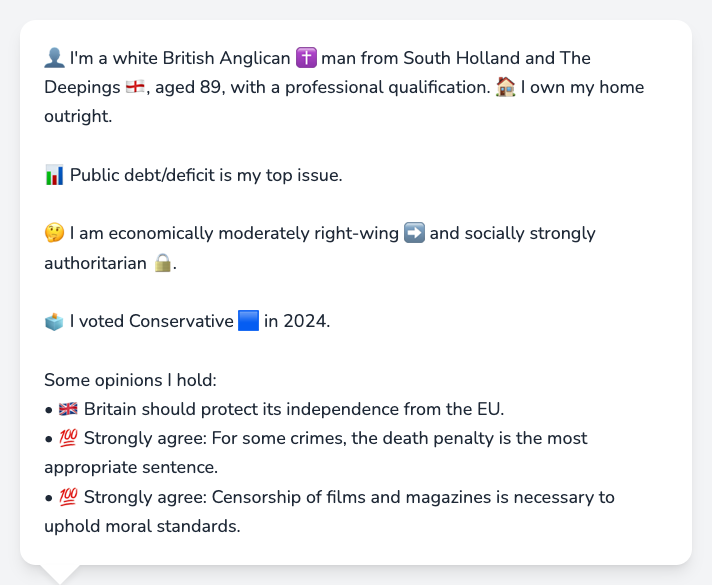 👤 I'm a white British Anglican ✝️ man from South Holland and The
Deepings 🏴󠁧󠁢󠁥󠁮󠁧󠁿, aged 89, with a professional qualification. 🏠 I own my home
outright.
📊 Public debt/deficit is my top issue.
🤔 I am economically moderately right-wing ➡️ and socially strongly
authoritarian 🔒.
🗳️ I voted Conservative 🟦 in 2024.
Some opinions I hold:
• 🇬🇧 Britain should protect its independence from the EU.
• 💯 Strongly agree: For some crimes, the death penalty is the most
appropriate sentence.
• 💯 Strongly agree: Censorship of films and magazines is necessary to
uphold moral standards.